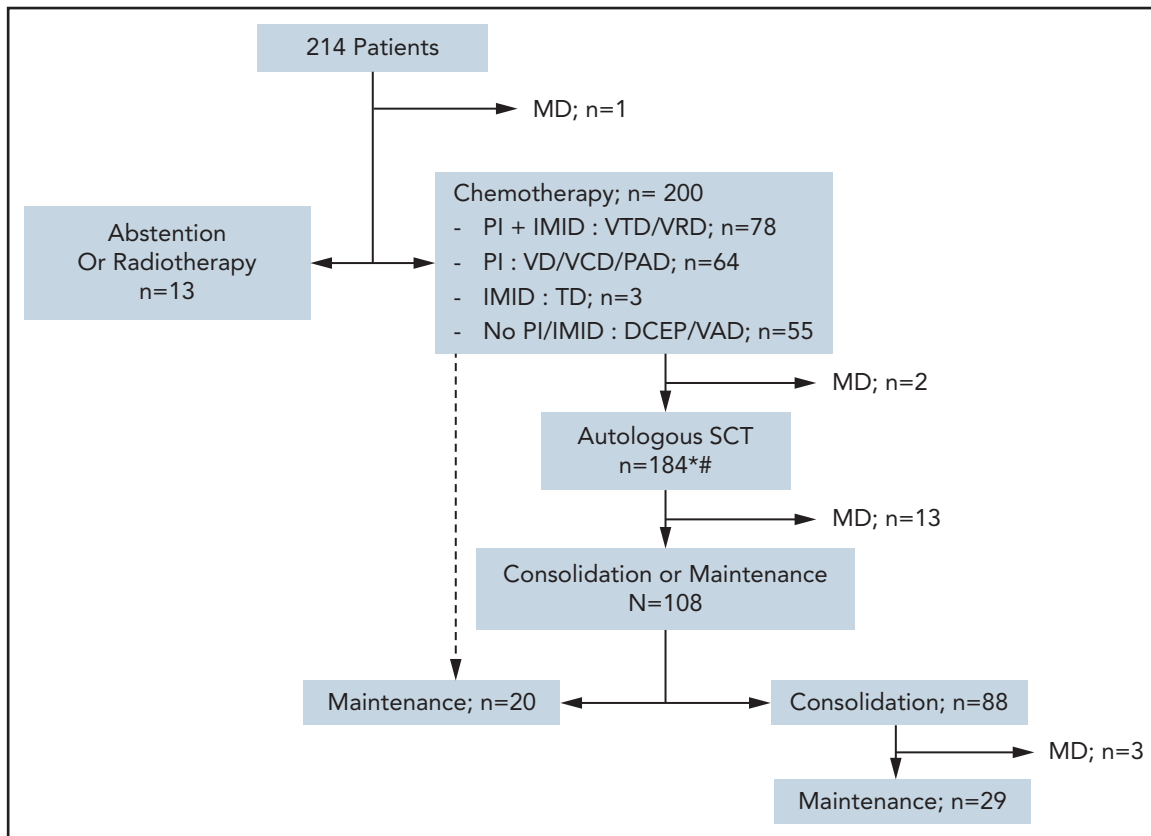 214 Patients
MD; n=1
Abstention
Or Radiotherapy
n=13
Chemotherapy; n= 200
- PI + IMID : VTD/VRD; n=78
- PI : VD/VCD/PAD; n=64
- IMID : TD; n=3
- No PI/IMID : DCEP/VAD; n=55
MD; n=2
Autologous SCT
n=184*#
MD; n=13
Consolidation or Maintenance
N=108
Maintenance; n=20
Consolidation; n=88
MD; n=3
Maintenance; n=29